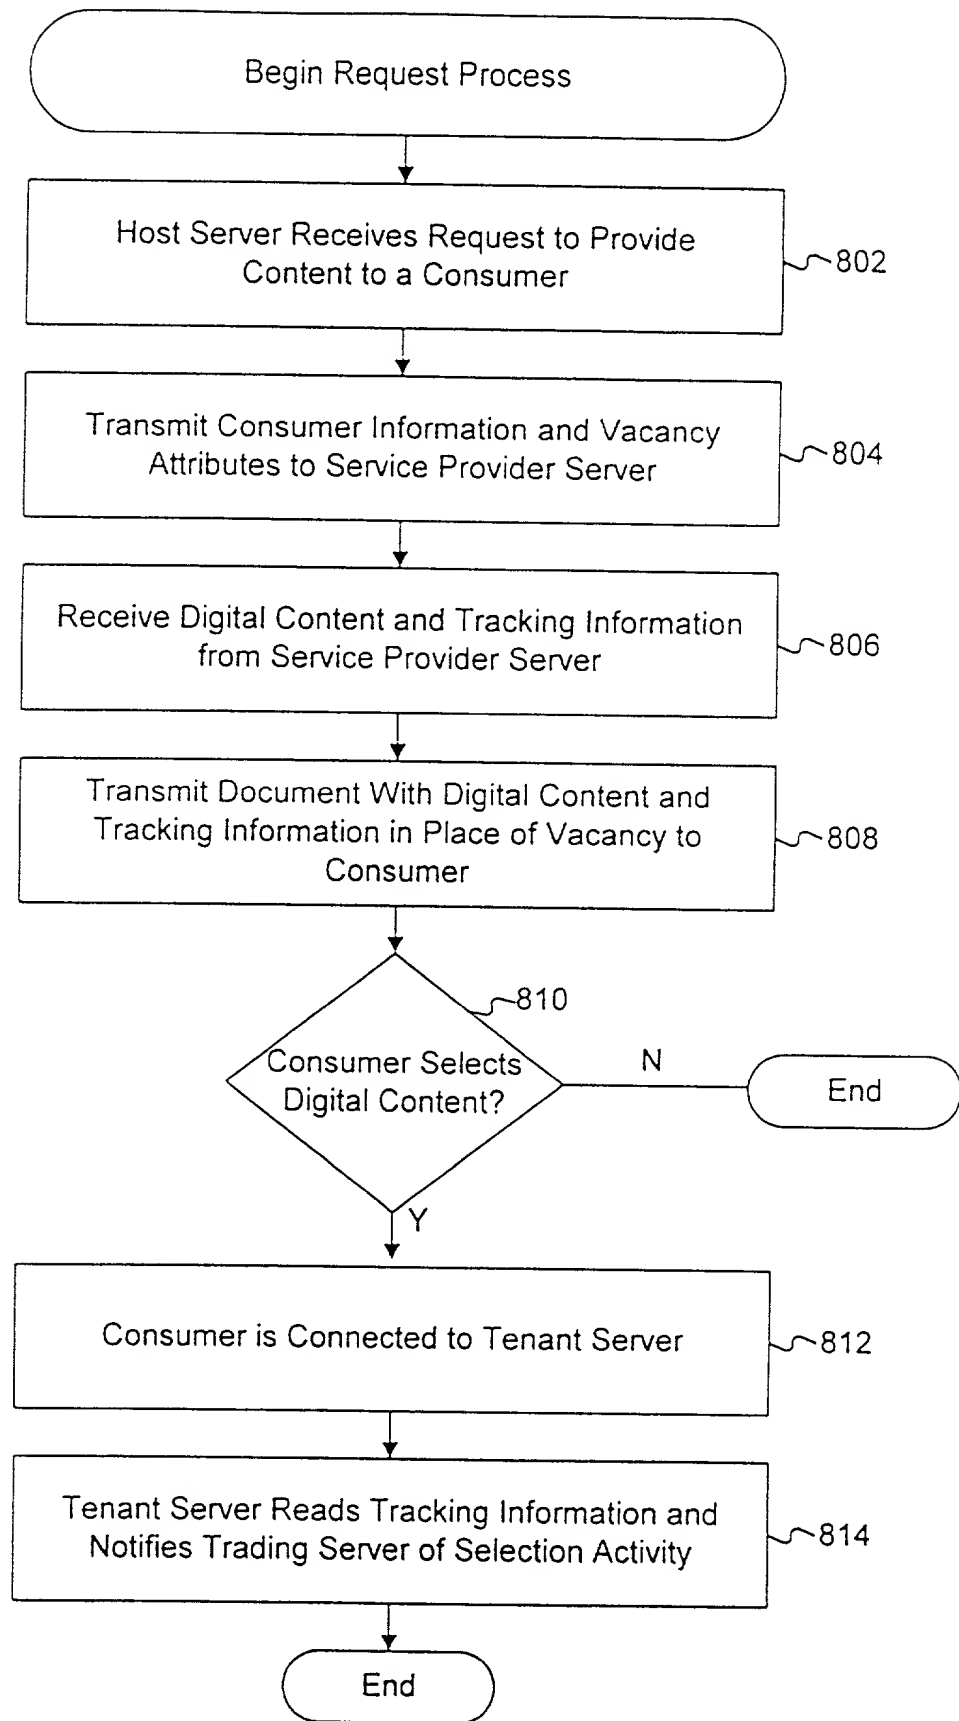 Begin Request Process
Host Server Receives Request to Provide
Content to a Consumer
802
Transmit Consumer Information and Vacancy
Attributes to Service Provider Server
804
Receive Digital Content and Tracking Information
from Service Provider Server
806
Transmit Document With Digital Content and
Tracking Information in Place of Vacancy to
Consumer
808
810
Consumer Selects
Digital Content?
N
End
Y
Consumer is Connected to Tenant Server
812
Tenant Server Reads Tracking Information and
Notifies Trading Server of Selection Activity
814
End